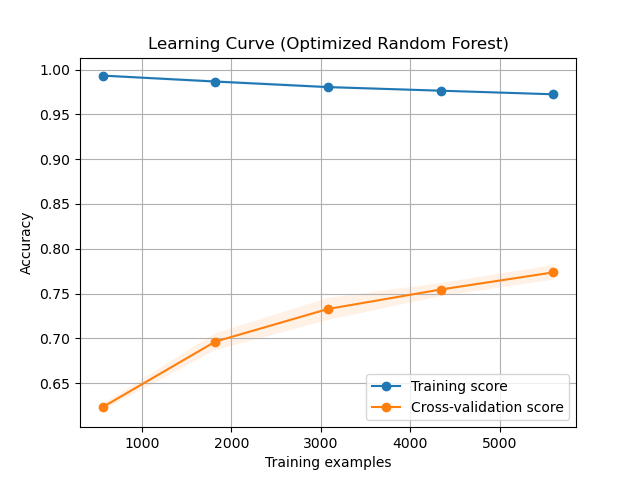 Learning Curve (Optimized Random Forest)
1.00
0.95
0.90
0.85
0.80
0.75
0.70
0.65
Accuracy
Training score
Cross-validation score
1000 2000 3000 4000 5000
Training examples